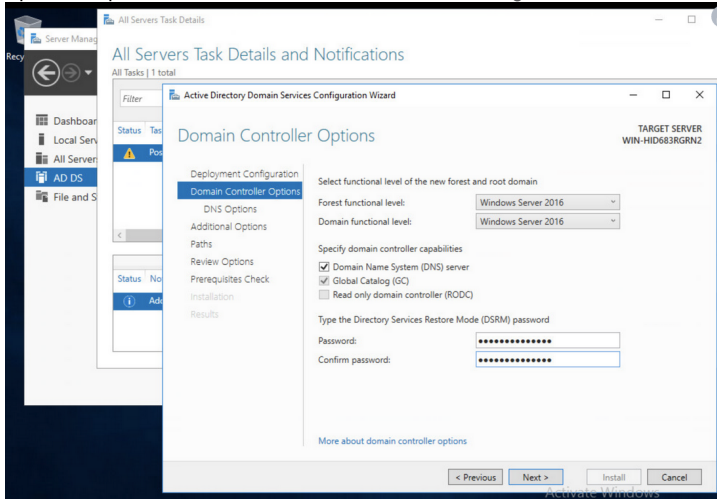 All Servers Task Details
Server Manag
Recy
All Servers Task Details and Notifications
All Tasks | 1 total
Filter
Status Tas
Pos
Dashboar
Local Serv
All Server
AD DS
File and S
Status No
Add
Active Directory Domain Services Configuration Wizard
Domain Controller Options
TARGET SERVER
WIN-HID683RGRN2
Deployment Configuration
Domain Controller Options
DNS Options
Additional Options
Paths
Review Options
Prerequisites Check
Installation
Results
Select functional level of the new forest and root domain
Forest functional level: Windows Server 2016
Domain functional level: Windows Server 2016
Specify domain controller capabilities
Domain Name System (DNS) server
Global Catalog (GC)
Read only domain controller (RODC)
Type the Directory Services Restore Mode (DSRM) password
Password: ••••••••••••••
Confirm password: ••••••••••••••
More about domain controller options
< Previous Next > Install Cancel
Activate Windows